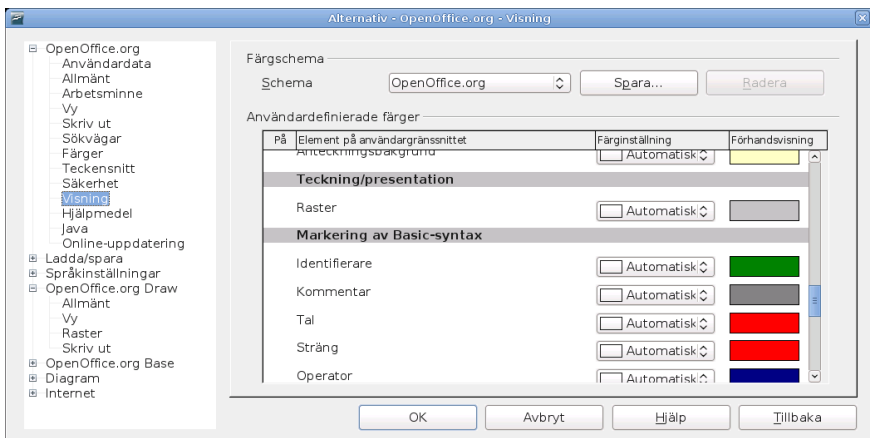 Alternativ - OpenOffice.org - Visning
OpenOffice.org
Användardata
Allmänt
Arbetsminne
Vy
Skriv ut
Sökvägar
Färger
Teckensnitt
Säkerhet
Visning
Hjälpmedel
Java
Online-uppdatering
Ladda/spara
Språkinställningar
OpenOffice.org Draw
Allmänt
Vy
Raster
Skriv ut
OpenOffice.org Base
Diagram
Internet
Färgschema
Schema OpenOffice.org Spara... Radera
Användardefinierade färger
På Element på användargränssnittet Färginställning Förhandsvisning
Anteckningsbakgrund Automatisk
Teckning/presentation
Raster Automatisk
Markering av Basic-syntax
Identifierare Automatisk
Kommentar Automatisk
Tal Automatisk
Sträng Automatisk
Operator Automatisk
OK Avbryt Hjälp Tillbaka